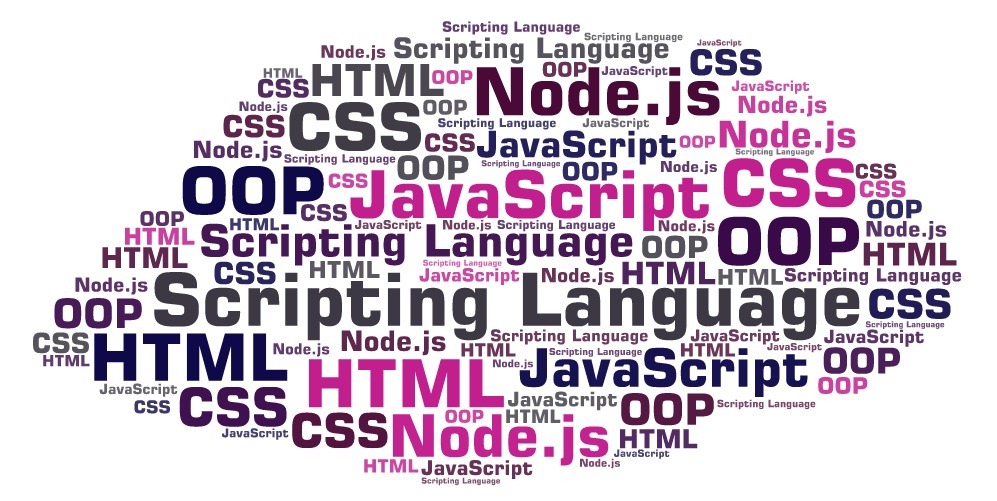 Scripting Language
Scripting Language
Node.js Scripting Language JavaScript
CSS
HTML HTML OOP OOP JavaScript
CSS Node.js JavaScript
Node.js OOP Node.js
CSS CSS Scripting Language JavaScript Node.js
CSS JavaScript OOP
Node.js Scripting Language OOP Scripting Language OOP Node.js Scripting Language
OOP CSS JavaScript CSS CSS
CSS
CSS OOP
OOP HTML JavaScript Node.js Scripting Language Node.js OOP Node.js
HTML Scripting Language OOP
HTML HTML
CSS HTML Scripting Language
JavaScript Node.js HTML HTML Scripting Language
Node.js Scripting Language CSS
OOP Scripting Language
CSS HTML Node.js Node.js Scripting Language JavaScript JavaScript
HTML HTML Scripting Language HTML JavaScript OOP
Node.js JavaScript
JavaScript HTML OOP
CSS CSS JavaScript OOP Scripting Language
OOP HTML
JavaScript CSS Node.js HTML
JavaScript
HTML JavaScript Node.js
Scripting Language